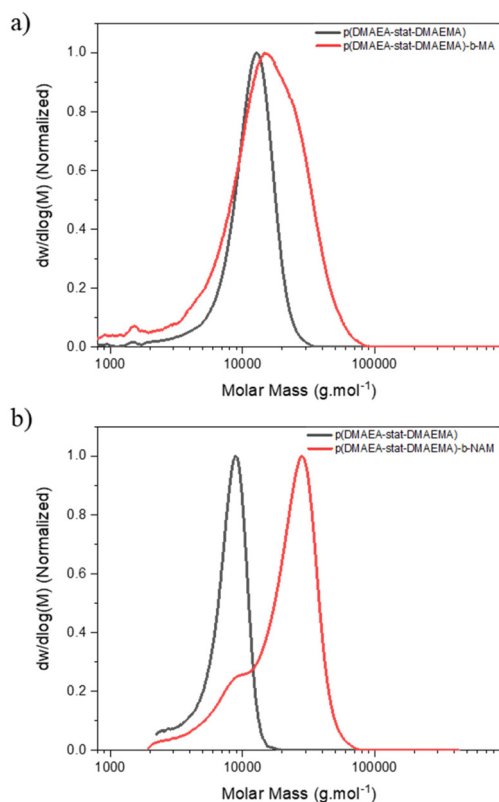 a)
p(DMAEA-stat-DMAEMA)
p(DMAEA-stat-DMAEMA)-b-MA
dw/dlog(M) (Normalized)
1.0
0.8
0.6
0.4
0.2
0.0
1000 10000 100000
Molar Mass (g.mol⁻¹)
b)
p(DMAEA-stat-DMAEMA)
p(DMAEA-stat-DMAEMA)-b-NAM
dw/dlog(M) (Normalized)
1.0
0.8
0.6
0.4
0.2
0.0
1000 10000 100000
Molar Mass (g.mol⁻¹)